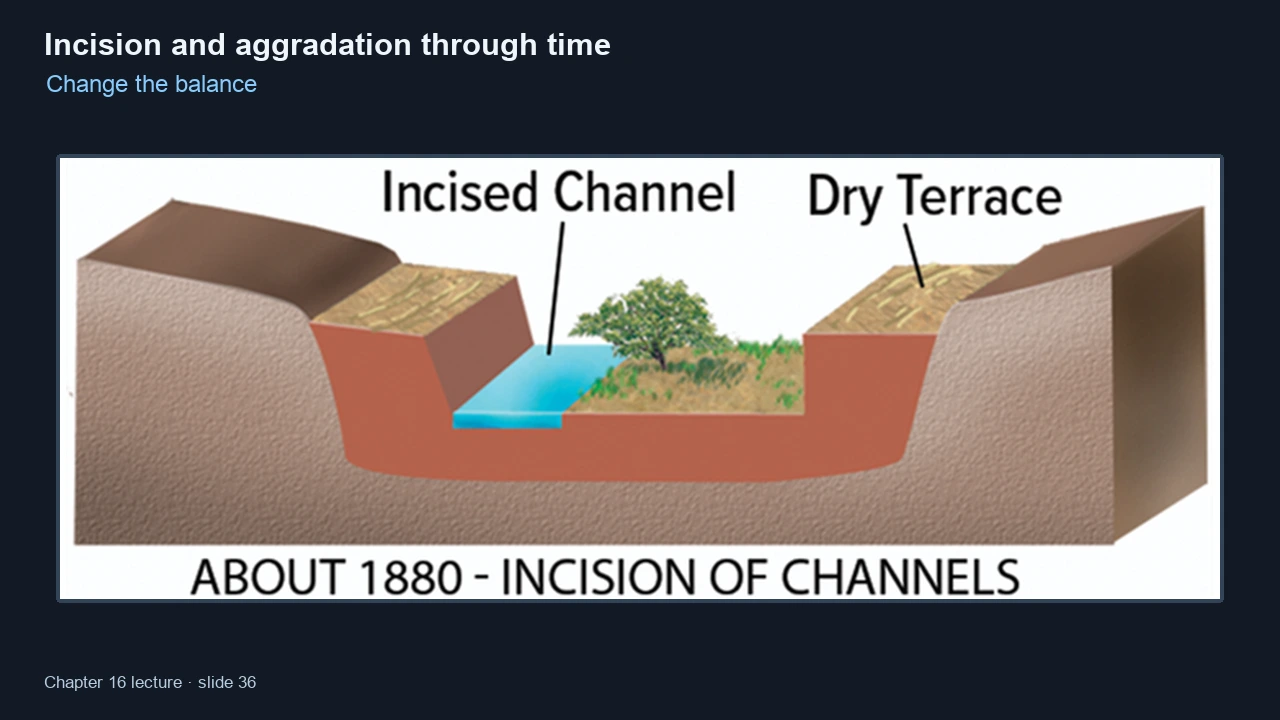 Incision and aggradation through time
Change the balance
Incised Channel
Dry Terrace
ABOUT 1880 - INCISION OF CHANNELS
Chapter 16 lecture · slide 36